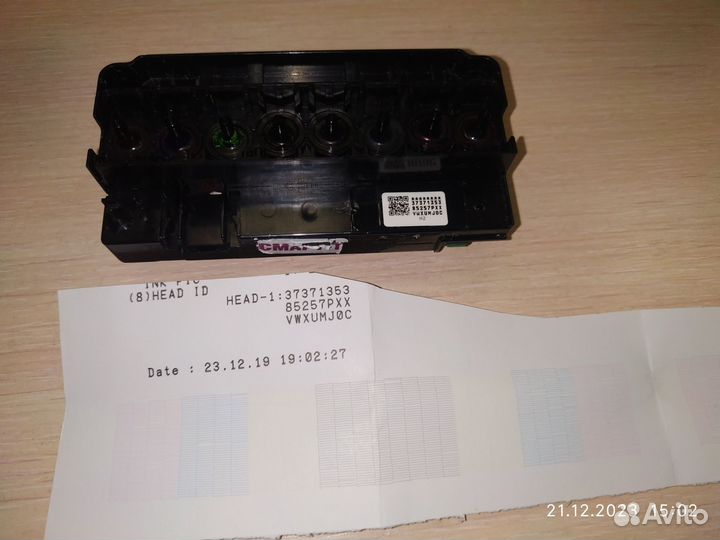 37371353
85257PXX
VWXUMJ0C
(8)HEAD ID HEAD-1:37371353
85257PXX
VWXUMJ0C
Date : 23.12.19 19:02:27
21.12.2023 15:02
Avito